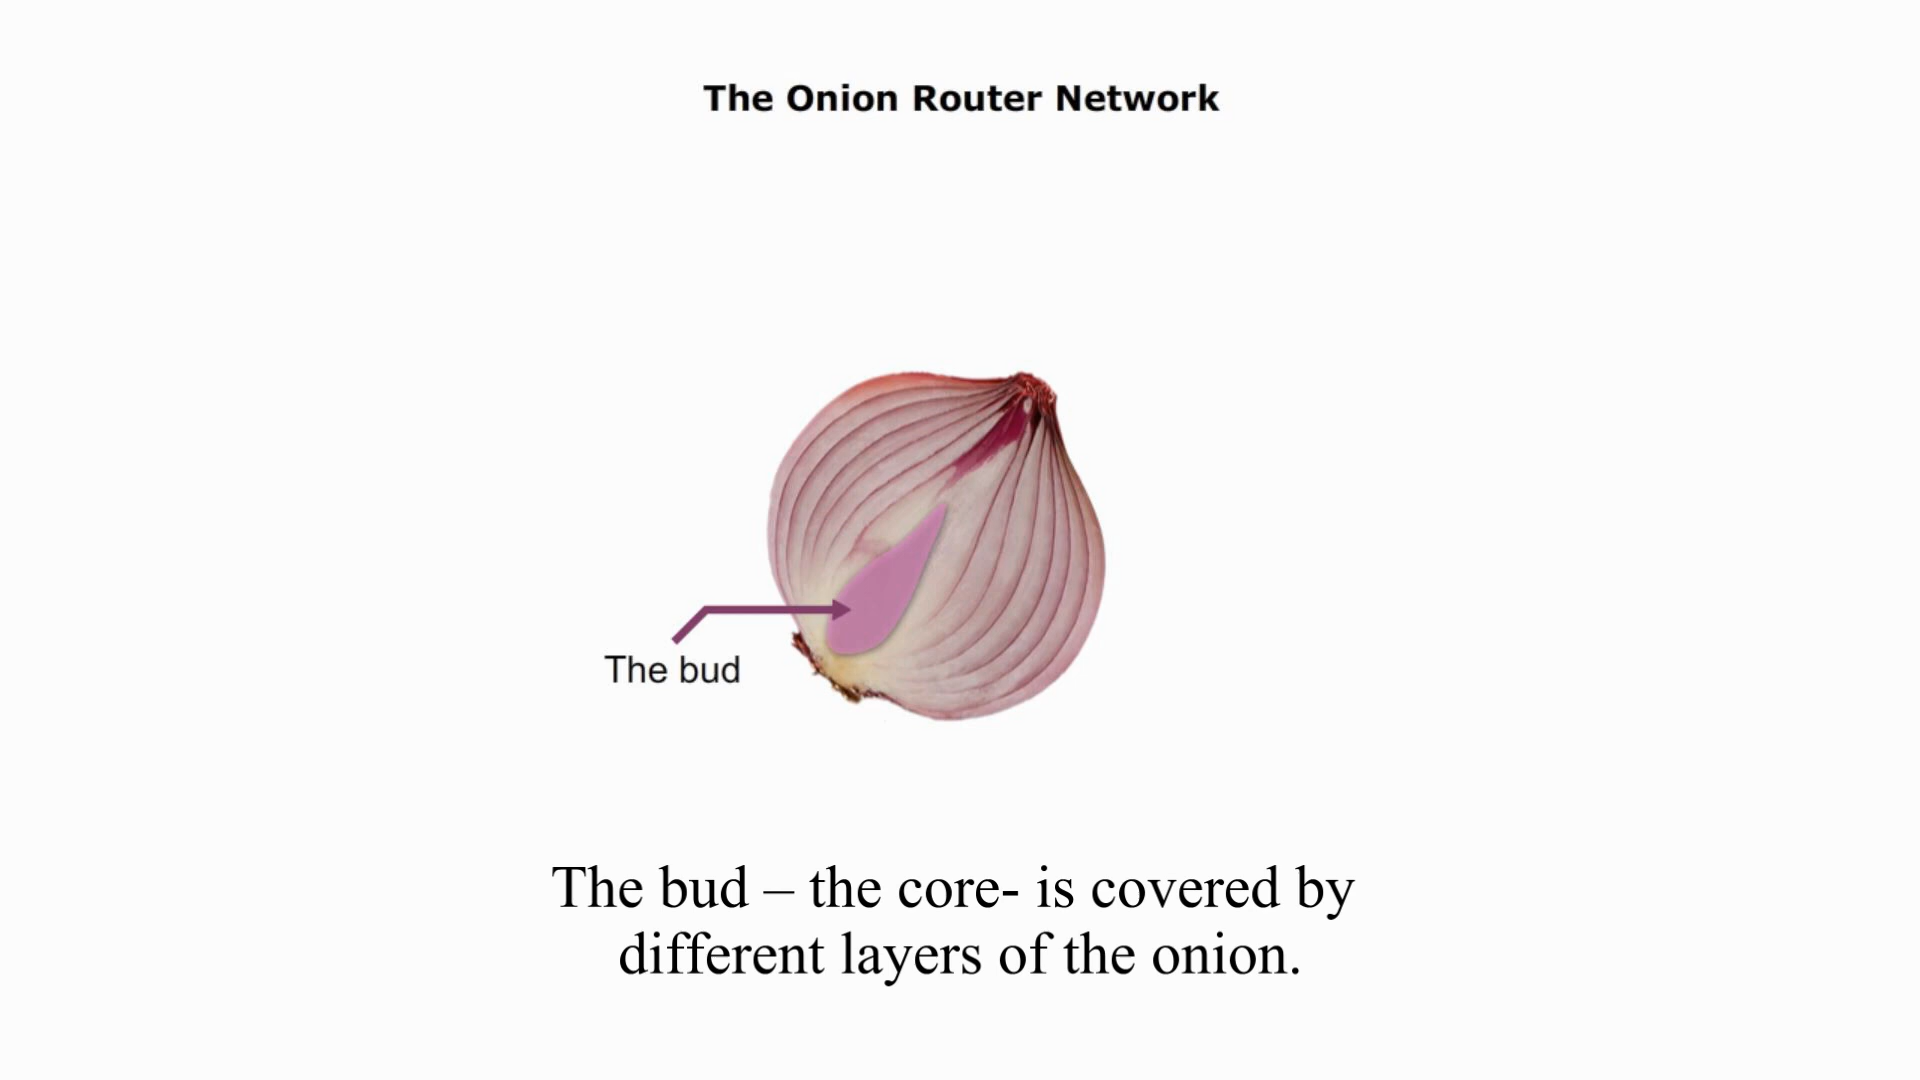 The Onion Router Network
The bud
The bud – the core- is covered by
different layers of the onion.